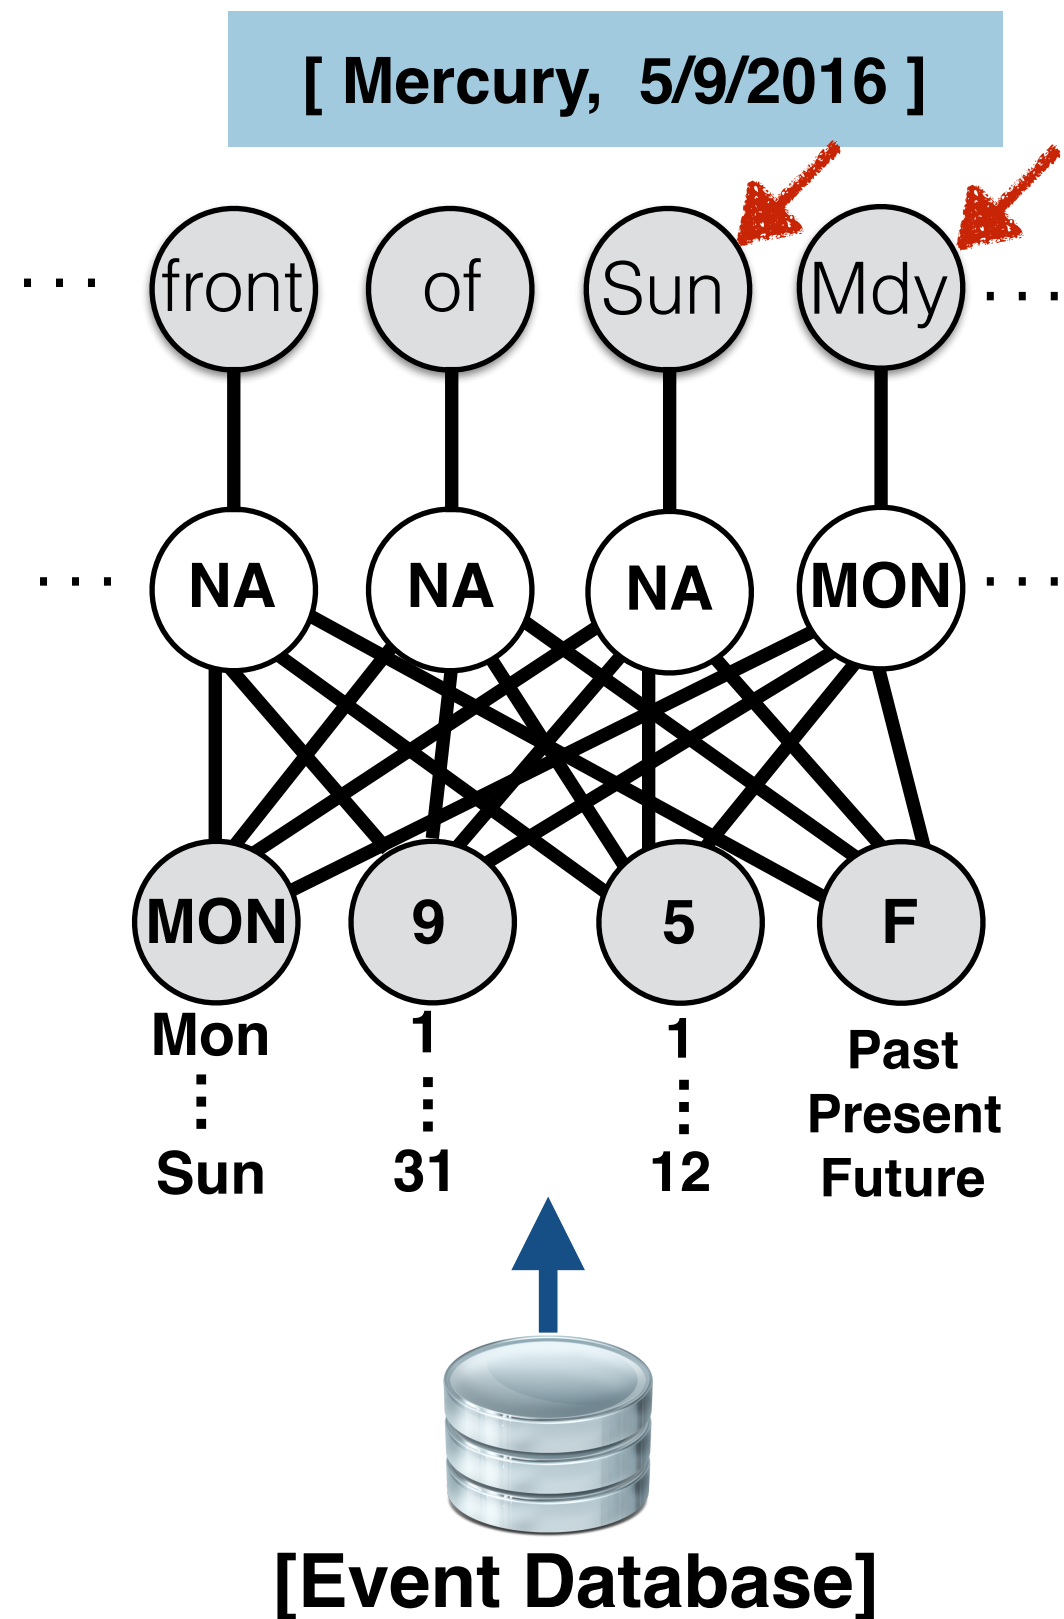 [ Mercury, 5/9/2016 ]
... front of Sun Mdy ...
... NA NA NA MON ...
MON 9 5 F
Mon 1 1 Past
⋮ ⋮ ⋮ Present
Sun 31 12 Future
[Event Database]